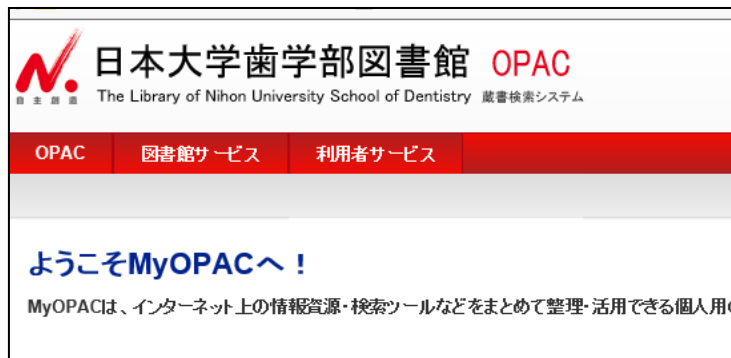 日本大学歯学部図書館 OPAC
自主創造 The Library of Nihon University School of Dentistry 蔵書検索システム
OPAC 図書館サービス 利用者サービス
ようこそMyOPACへ！
MyOPACは、インターネット上の情報資源・検索ツールなどをまとめて整理・活用できる個人用